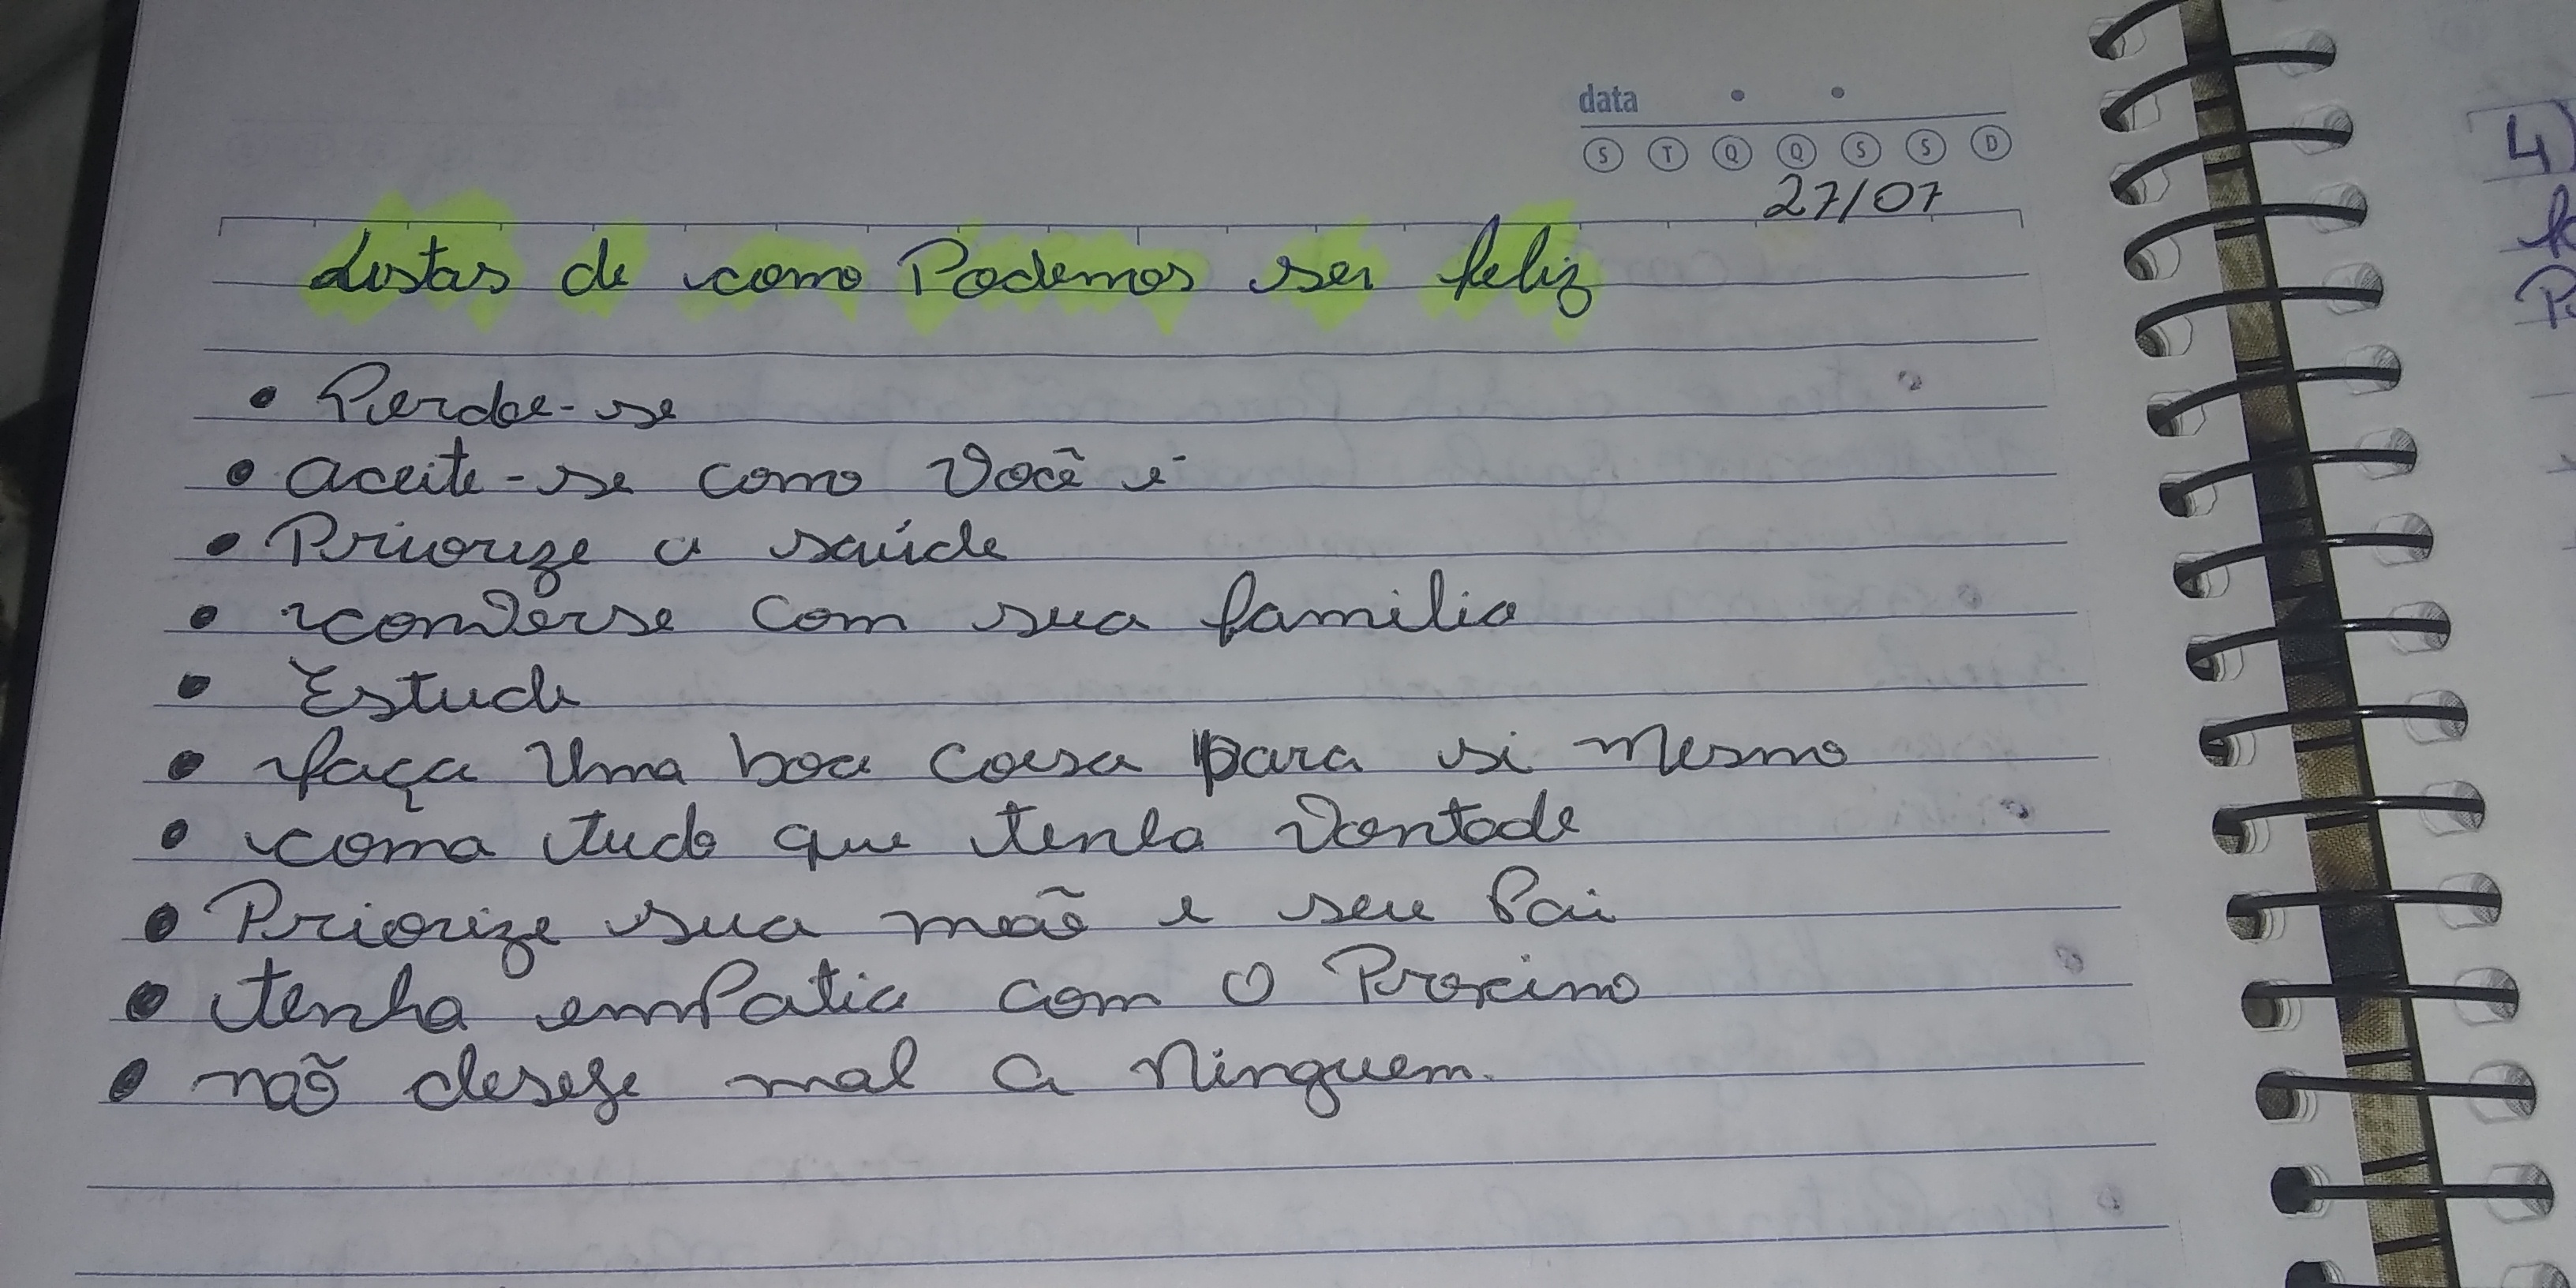 data
S T Q Q S S D
27/07
Listas de como Podemos ser feliz
• Perdoe-se
• aceite-se como Você é
• Priorize a saúde
• converse com sua familia
• Estude
• faça Uma boa coisa para si mesmo
• coma tudo que tenha Vontade
• Priorize sua mãe e seu Pai
• tenha empatia com O Proximo
• não deseje mal a Ninguem.
4)